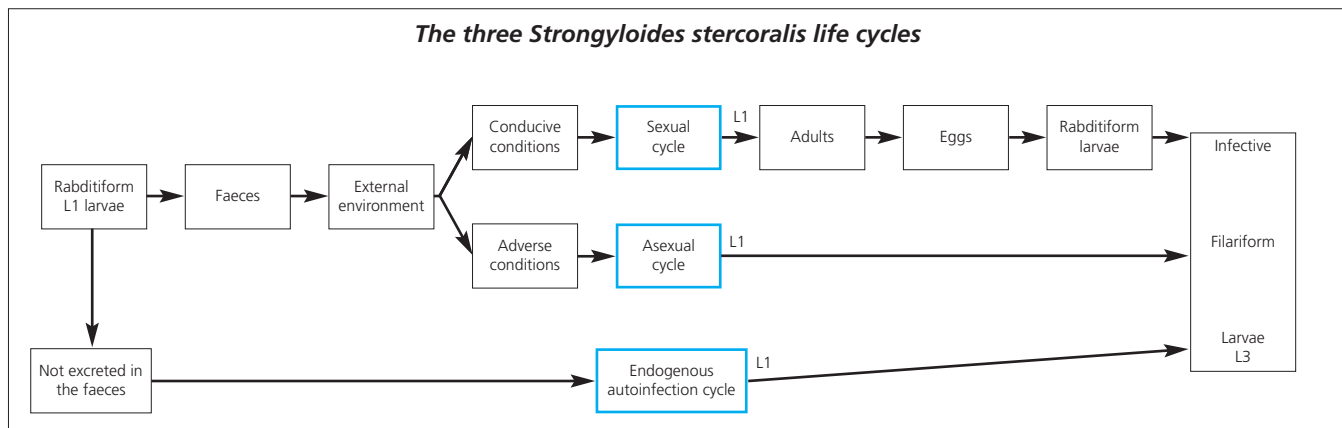 The three Strongyloides stercoralis life cycles
Conducive
conditions
Sexual
cycle
L1
Adults
Eggs
Rabditiform
larvae
Infective
Rabditiform
L1 larvae
Faeces
External
environment
Filariform
Adverse
conditions
Asexual
cycle
L1
Larvae
L3
Not excreted in
the faeces
Endogenous
autoinfection cycle
L1